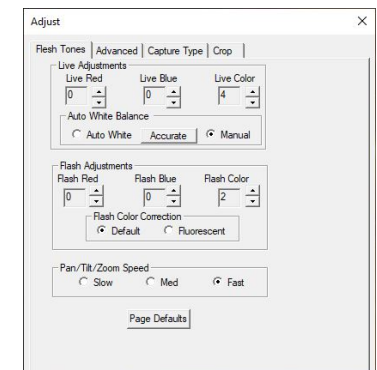 Adjust
Flesh Tones Advanced Capture Type Crop
Live Adjustments
Live Red Live Blue Live Color
0 0 4
Auto White Balance
Auto White Accurate Manual
Flash Adjustments
Flash Red Flash Blue Flash Color
0 0 2
Flash Color Correction
Default Fluorescent
Pan/Tilt/Zoom Speed
Slow Med Fast
Page Defaults